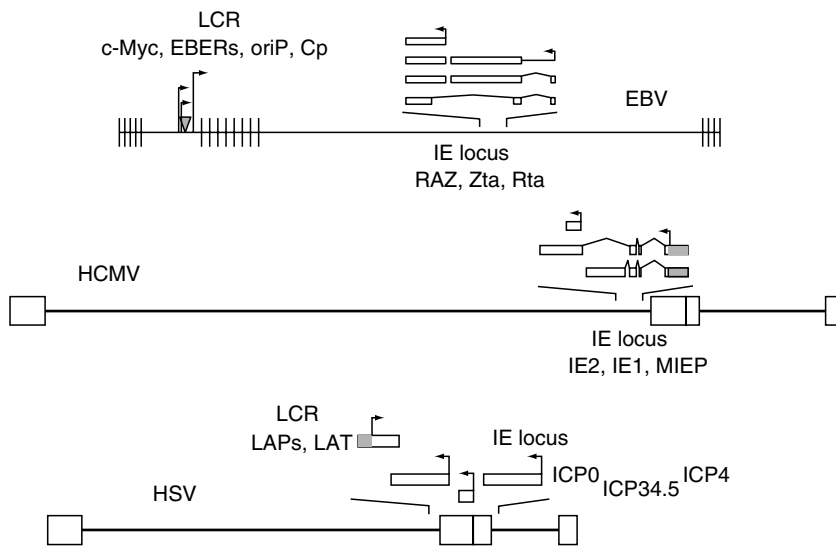 LCR
c-Myc, EBERs, oriP, Cp
EBV
IE locus
RAZ, Zta, Rta
HCMV
IE locus
IE2, IE1, MIEP
LCR
LAPs, LAT
IE locus
ICP0 ICP34.5 ICP4
HSV